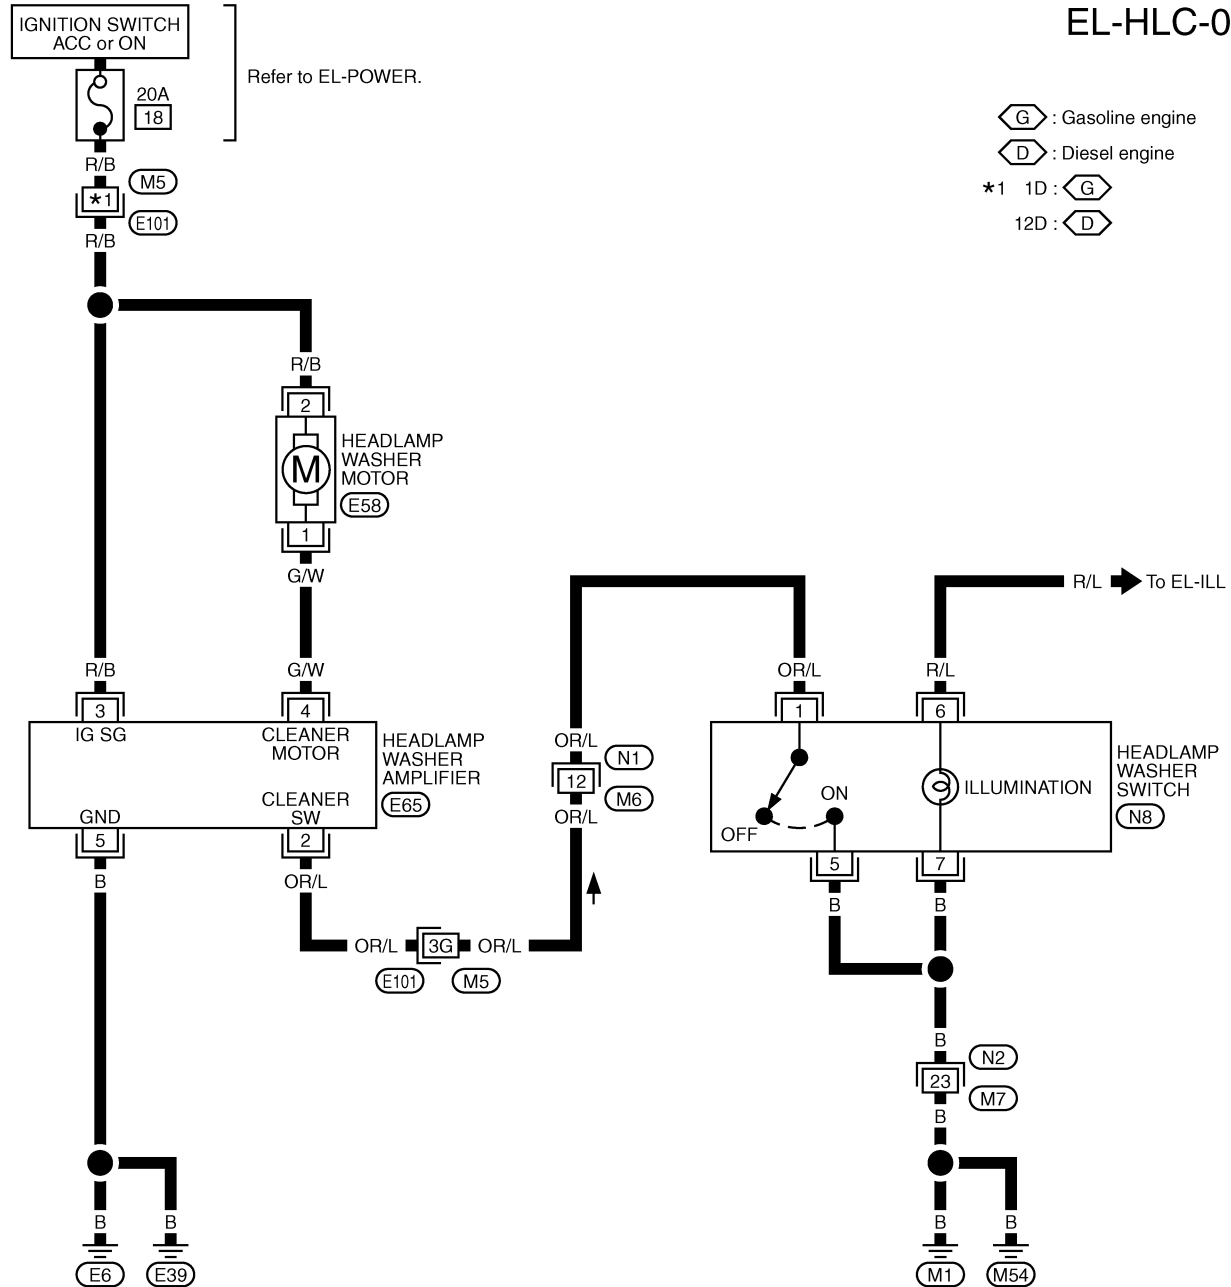 EL-HLC-0
IGNITION SWITCH
ACC or ON
Refer to EL-POWER.
20A
18
G : Gasoline engine
D : Diesel engine
*1 1D : G
12D : D
R/B
M5
*1
E101
R/B
R/B
2
HEADLAMP
WASHER
MOTOR
M
E58
1
G/W
R/L To EL-ILL
R/B
G/W
OR/L
R/L
3
4
1
6
IG SG
CLEANER
MOTOR
HEADLAMP
WASHER
AMPLIFIER
E65
GND
CLEANER
SW
5
2
B
OR/L
OR/L
N1
12
M6
OR/L
HEADLAMP
WASHER
SWITCH
N8
ILLUMINATION
ON
OFF
5
7
B
B
OR/L
3G
OR/L
E101
M5
B
N2
23
M7
B
B
B
B
B
E6
E39
M1
M54